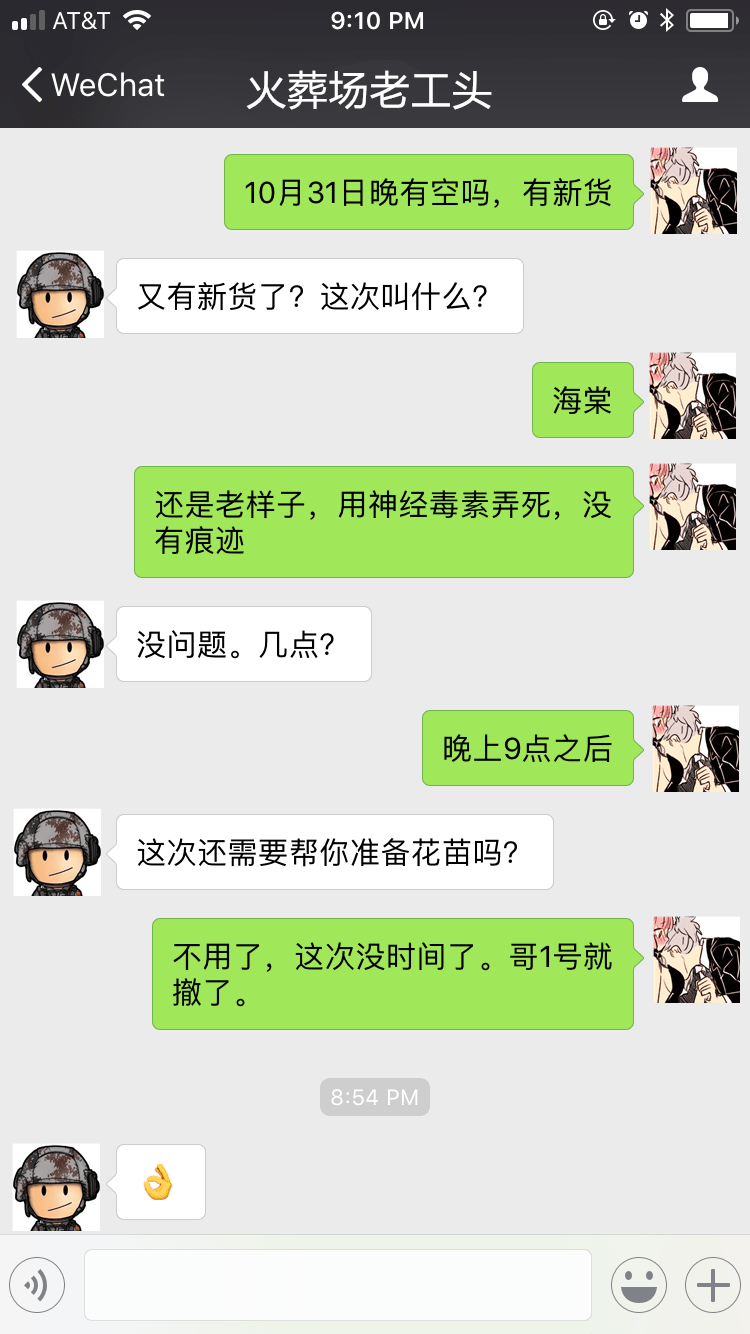 AT&T 9:10 PM
WeChat 火葬场老工头
10月31日晚有空吗，有新货
又有新货了？这次叫什么？
海棠
还是老样子，用神经毒素弄死，没
有痕迹
没问题。几点？
晚上9点之后
这次还需要帮你准备花苗吗？
不用了，这次没时间了。哥1号就
撤了。
8:54 PM
👌